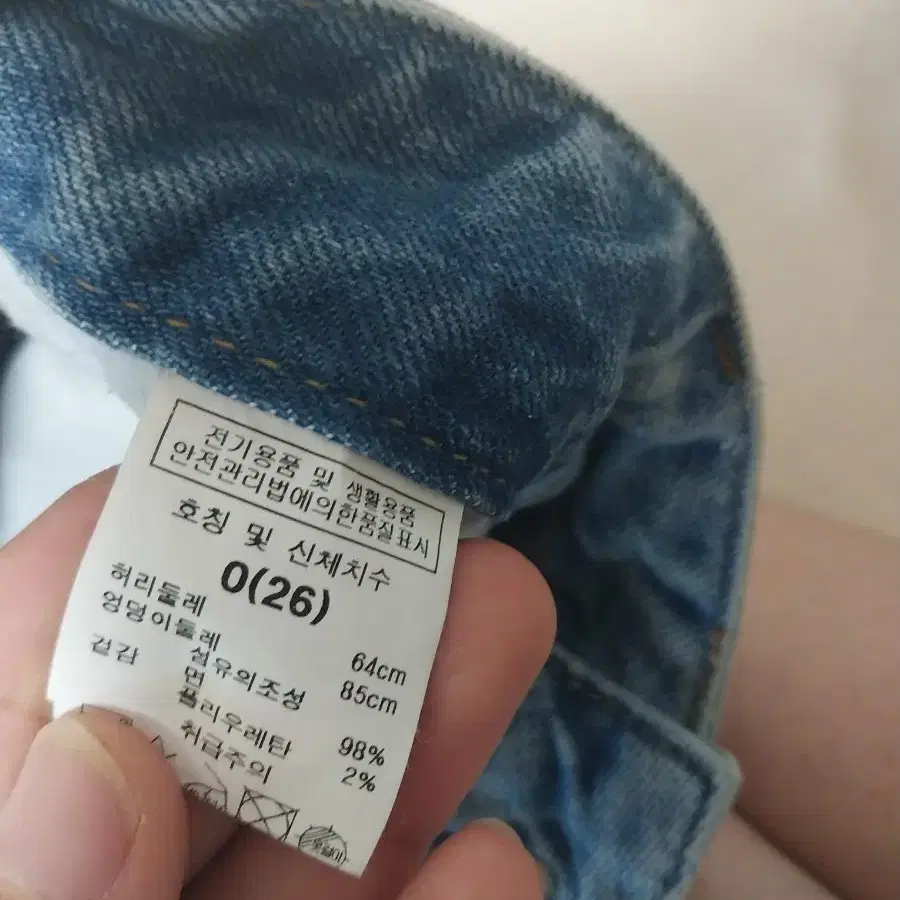 전기용품 및 생활용품
안전관리법에의한품질표시
호칭 및 신체치수
0(26)
허리둘레 64cm
엉덩이둘레 85cm
섬유의조성
겉감 면 98%
폴리우레탄 2%
취급주의
옷걸이